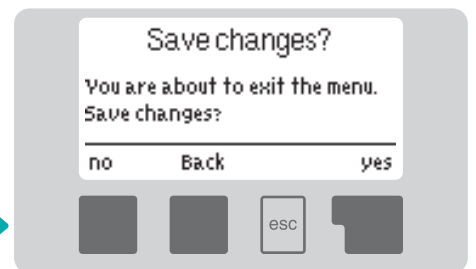 Save changes?
You are about to exit the menu.
Save changes?
no Back yes
esc